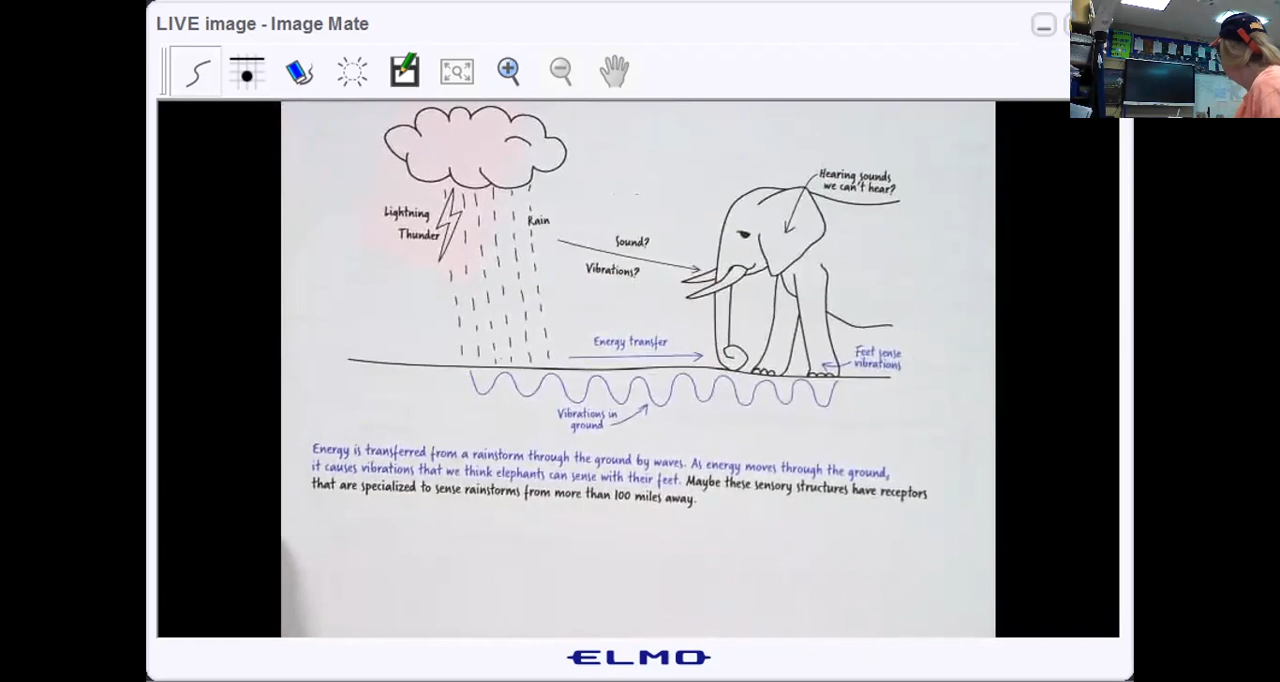 LIVE image - Image Mate
Hearing sounds
we can't hear?
Lightning
Thunder
Rain
Sound?
Vibrations?
Energy transfer
Feet sense
vibrations
Vibrations in
ground
Energy is transferred from a rainstorm through the ground by waves. As energy moves through the ground,
it causes vibrations that we think elephants can sense with their feet. Maybe these sensory structures have receptors
that are specialized to sense rainstorms from more than 100 miles away.
ELMO